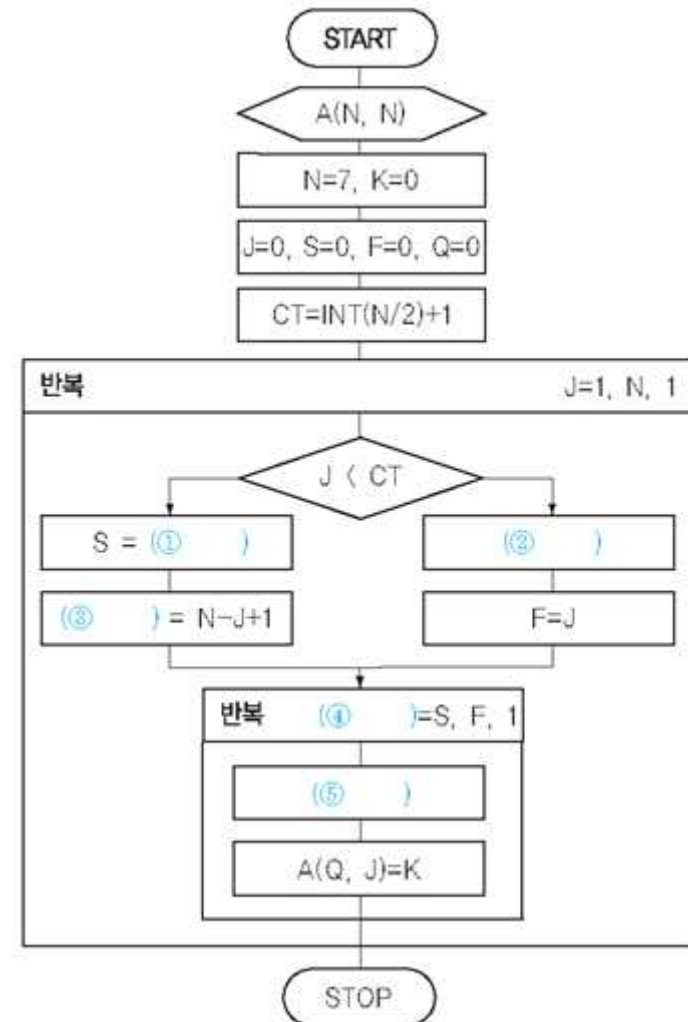 START
A(N, N)
N=7, K=0
J=0, S=0, F=0, Q=0
CT=INT(N/2)+1
반복 J=1, N, 1
J < CT
S = (① )
(② )
(③ ) = N-J+1
F=J
반복 (④ )=S, F, 1
(⑤ )
A(Q, J)=K
STOP